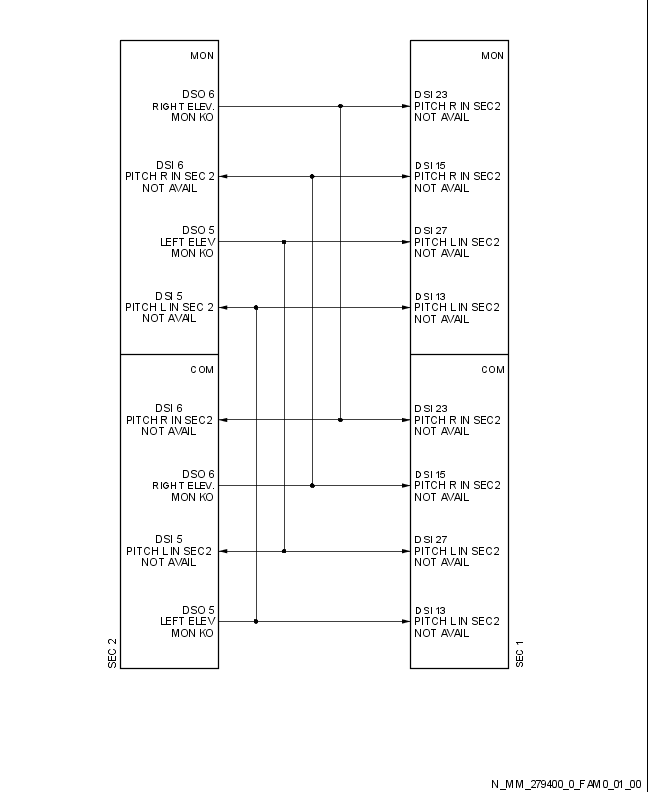 MON
DSO 6
RIGHT ELEV.
MON KO
DSI 6
PITCH R IN SEC 2
NOT AVAIL
DSO 5
LEFT ELEV
MON KO
DSI 5
PITCH L IN SEC 2
NOT AVAIL
COM
DSI 6
PITCH R IN SEC2
NOT AVAIL
DSO 6
RIGHT ELEV.
MON KO
DSI 5
PITCH L IN SEC2
NOT AVAIL
DSO 5
LEFT ELEV
MON KO
SEC 2
MON
DSI 23
PITCH R IN SEC2
NOT AVAIL
DSI 15
PITCH R IN SEC2
NOT AVAIL
DSI 27
PITCH L IN SEC2
NOT AVAIL
DSI 13
PITCH L IN SEC2
NOT AVAIL
COM
DSI 23
PITCH R IN SEC2
NOT AVAIL
DSI 15
PITCH R IN SEC2
NOT AVAIL
DSI 27
PITCH L IN SEC2
NOT AVAIL
DSI 13
PITCH L IN SEC2
NOT AVAIL
SEC 1
N_MM_279400_0_FAM0_01_00